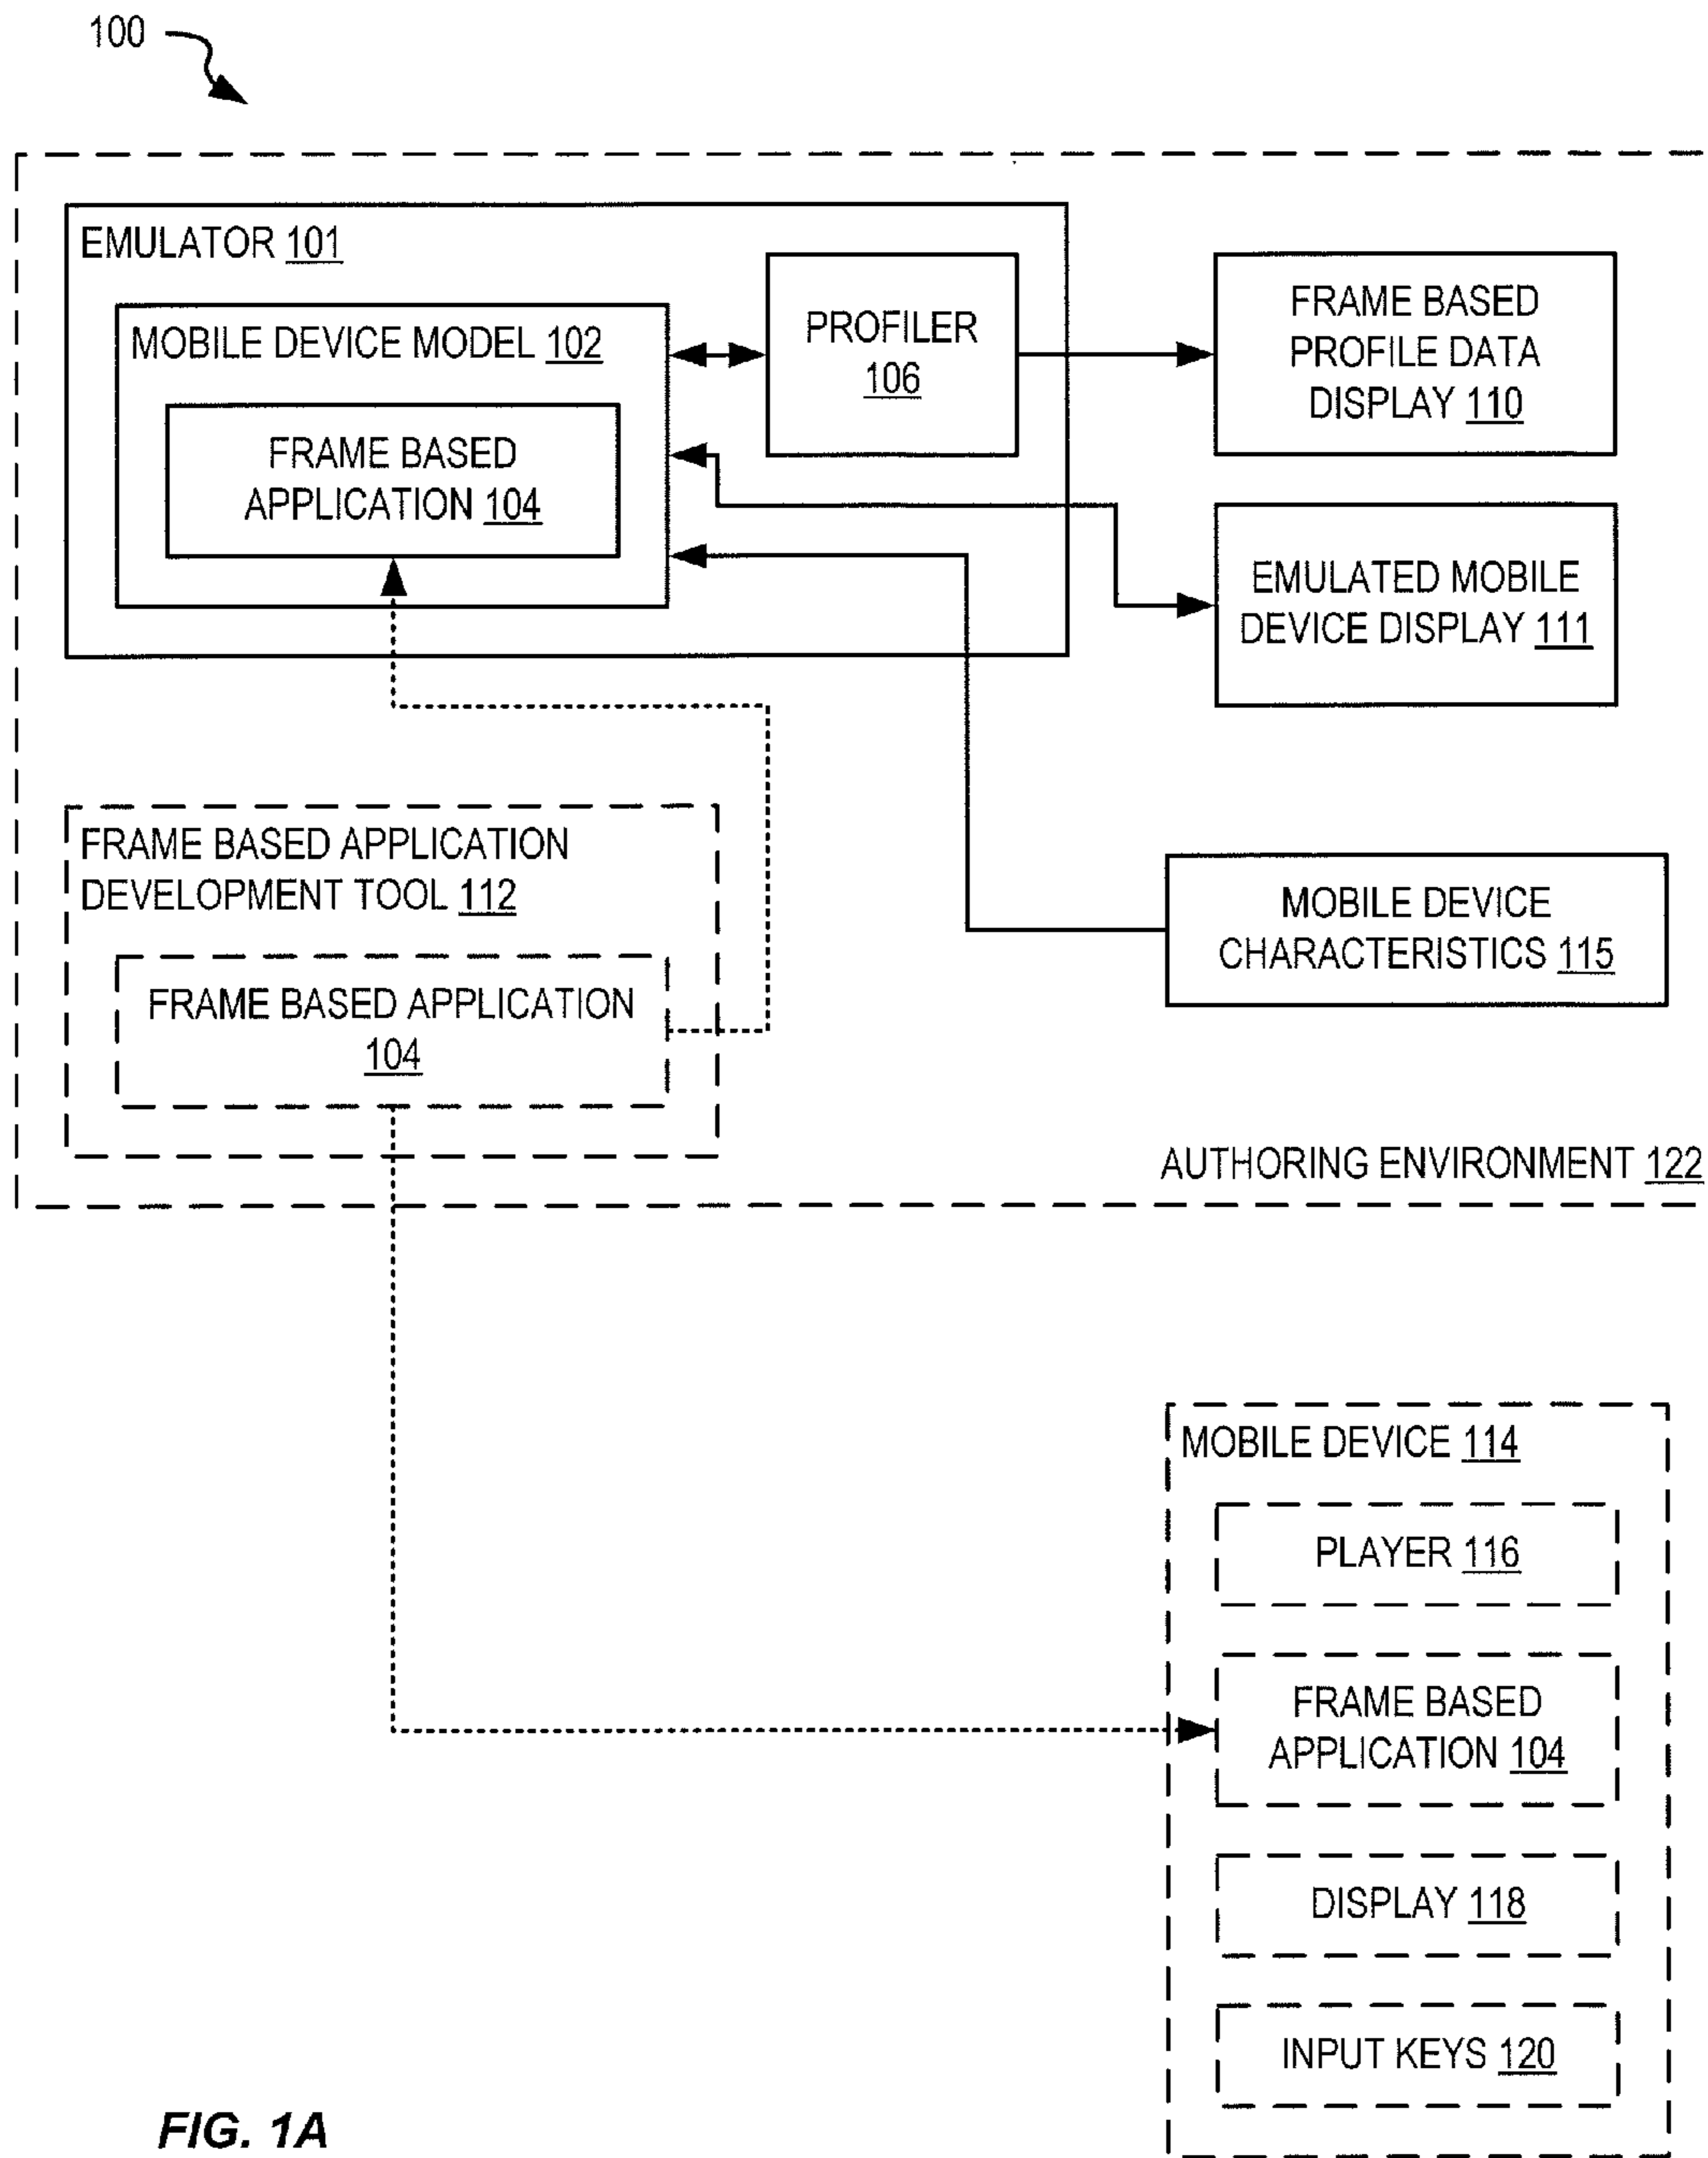 100
EMULATOR 101
MOBILE DEVICE MODEL 102
FRAME BASED
APPLICATION 104
PROFILER
106
FRAME BASED
PROFILE DATA
DISPLAY 110
EMULATED MOBILE
DEVICE DISPLAY 111
FRAME BASED APPLICATION
DEVELOPMENT TOOL 112
FRAME BASED APPLICATION
104
MOBILE DEVICE
CHARACTERISTICS 115
AUTHORING ENVIRONMENT 122
MOBILE DEVICE 114
PLAYER 116
FRAME BASED
APPLICATION 104
DISPLAY 118
INPUT KEYS 120
FIG. 1A